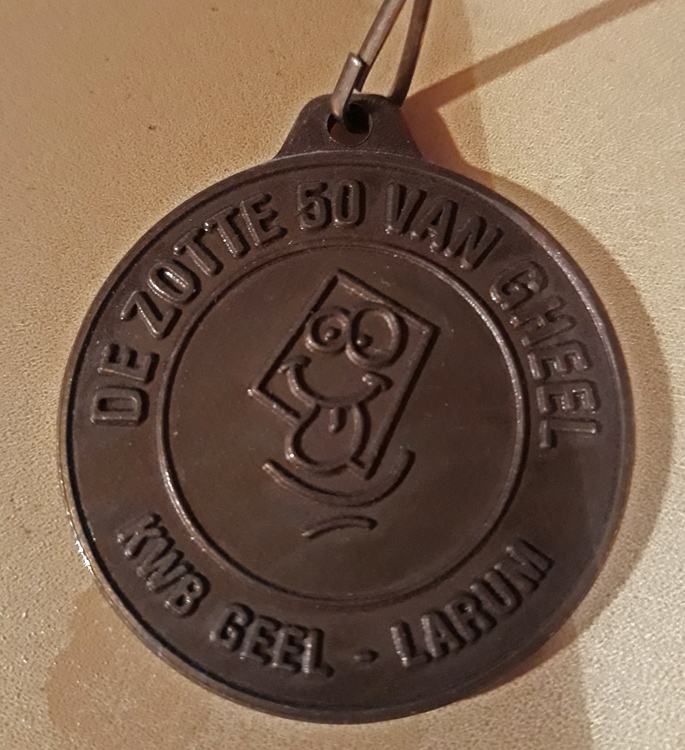 DE ZOTTE 50 VAN GHEEL
KWB GEEL - LARUM